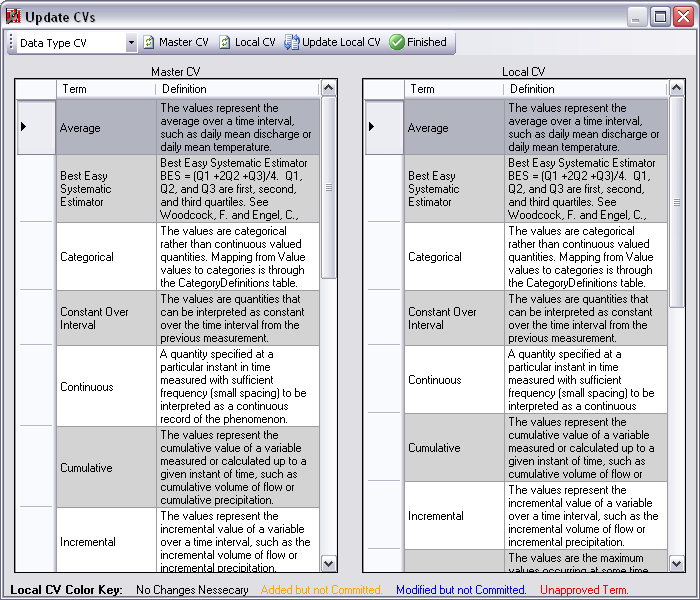 Update CVs
Data Type CV Master CV Local CV Update Local CV Finished
Master CV
Term Definition
Average
The values represent the
average over a time interval,
such as daily mean discharge or
daily mean temperature.
Best Easy
Systematic
Estimator
Best Easy Systematic Estimator
BES = (Q1 +2Q2 +Q3)/4. Q1,
Q2, and Q3 are first, second,
and third quartiles. See
Woodcock, F. and Engel, C.,
Categorical
The values are categorical
rather than continuous valued
quantities. Mapping from Value
values to categories is through
the CategoryDefinitions table.
Constant Over
Interval
The values are quantities that
can be interpreted as constant
over the time interval from the
previous measurement.
Continuous
A quantity specified at a
particular instant in time
measured with sufficient
frequency (small spacing) to be
interpreted as a continuous
record of the phenomenon.
Cumulative
The values represent the
cumulative value of a variable
measured or calculated up to a
given instant of time, such as
cumulative volume of flow or
cumulative precipitation.
Incremental
The values represent the
incremental value of a variable
over a time interval, such as the
incremental volume of flow or
incremental precipitation.
Local CV
Term Definition
Average
The values represent the
average over a time interval,
such as daily mean discharge or
daily mean temperature.
Best Easy
Systematic
Estimator
Best Easy Systematic Estimator
BES = (Q1 +2Q2 +Q3)/4. Q1,
Q2, and Q3 are first, second,
and third quartiles. See
Woodcock, F. and Engel, C.,
Categorical
The values are categorical
rather than continuous valued
quantities. Mapping from Value
values to categories is through
the CategoryDefinitions table.
Constant Over
Interval
The values are quantities that
can be interpreted as constant
over the time interval from the
previous measurement.
Continuous
A quantity specified at a
particular instant in time
measured with sufficient
frequency (small spacing) to be
interpreted as a continuous
Cumulative
The values represent the
cumulative value of a variable
measured or calculated up to a
given instant of time, such as
cumulative volume of flow or
Incremental
The values represent the
incremental value of a variable
over a time interval, such as the
incremental volume of flow or
incremental precipitation.
The values are the maximum
values occurring at some time
Local CV Color Key: No Changes Nessecary Added but not Committed. Modified but not Committed. Unapproved Term.